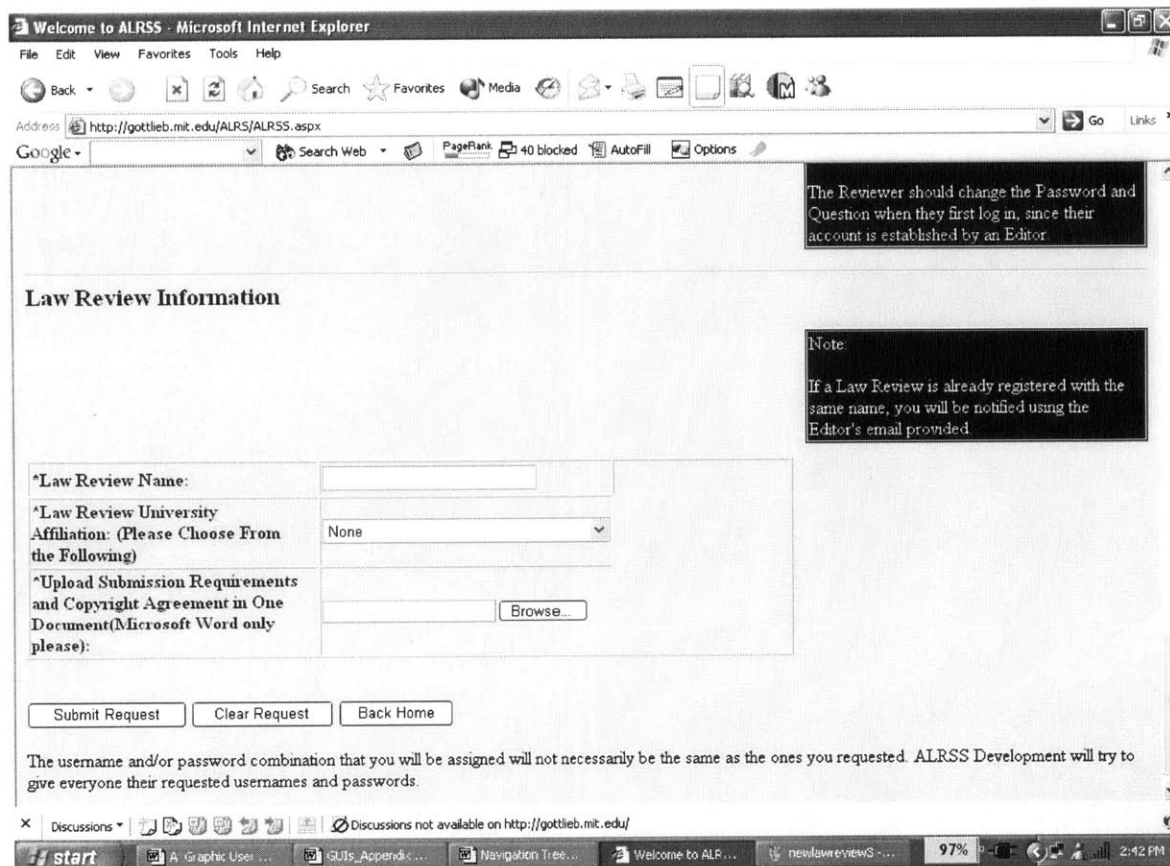 Welcome to ALRSS - Microsoft Internet Explorer
File Edit View Favorites Tools Help
Back Search Favorites Media
Address http://gottlieb.mit.edu/ALRS/ALRSS.aspx Go Links
Google Search Web PageRank 40 blocked AutoFill Options
The Reviewer should change the Password and
Question when they first log in, since their
account is established by an Editor.
Law Review Information
Note:
If a Law Review is already registered with the
same name, you will be notified using the
Editor's email provided.
*Law Review Name:
*Law Review University
Affiliation: (Please Choose From
the Following)
None
*Upload Submission Requirements
and Copyright Agreement in One
Document(Microsoft Word only
please):
Browse...
Submit Request Clear Request Back Home
The username and/or password combination that you will be assigned will not necessarily be the same as the ones you requested. ALRSS Development will try to
give everyone their requested usernames and passwords.
Discussions Discussions not available on http://gottlieb.mit.edu/
start A Graphic User ... GUIs_Appendic... Navigation Tree... Welcome to ALR... newlawreview3 -... 97% 2:42 PM